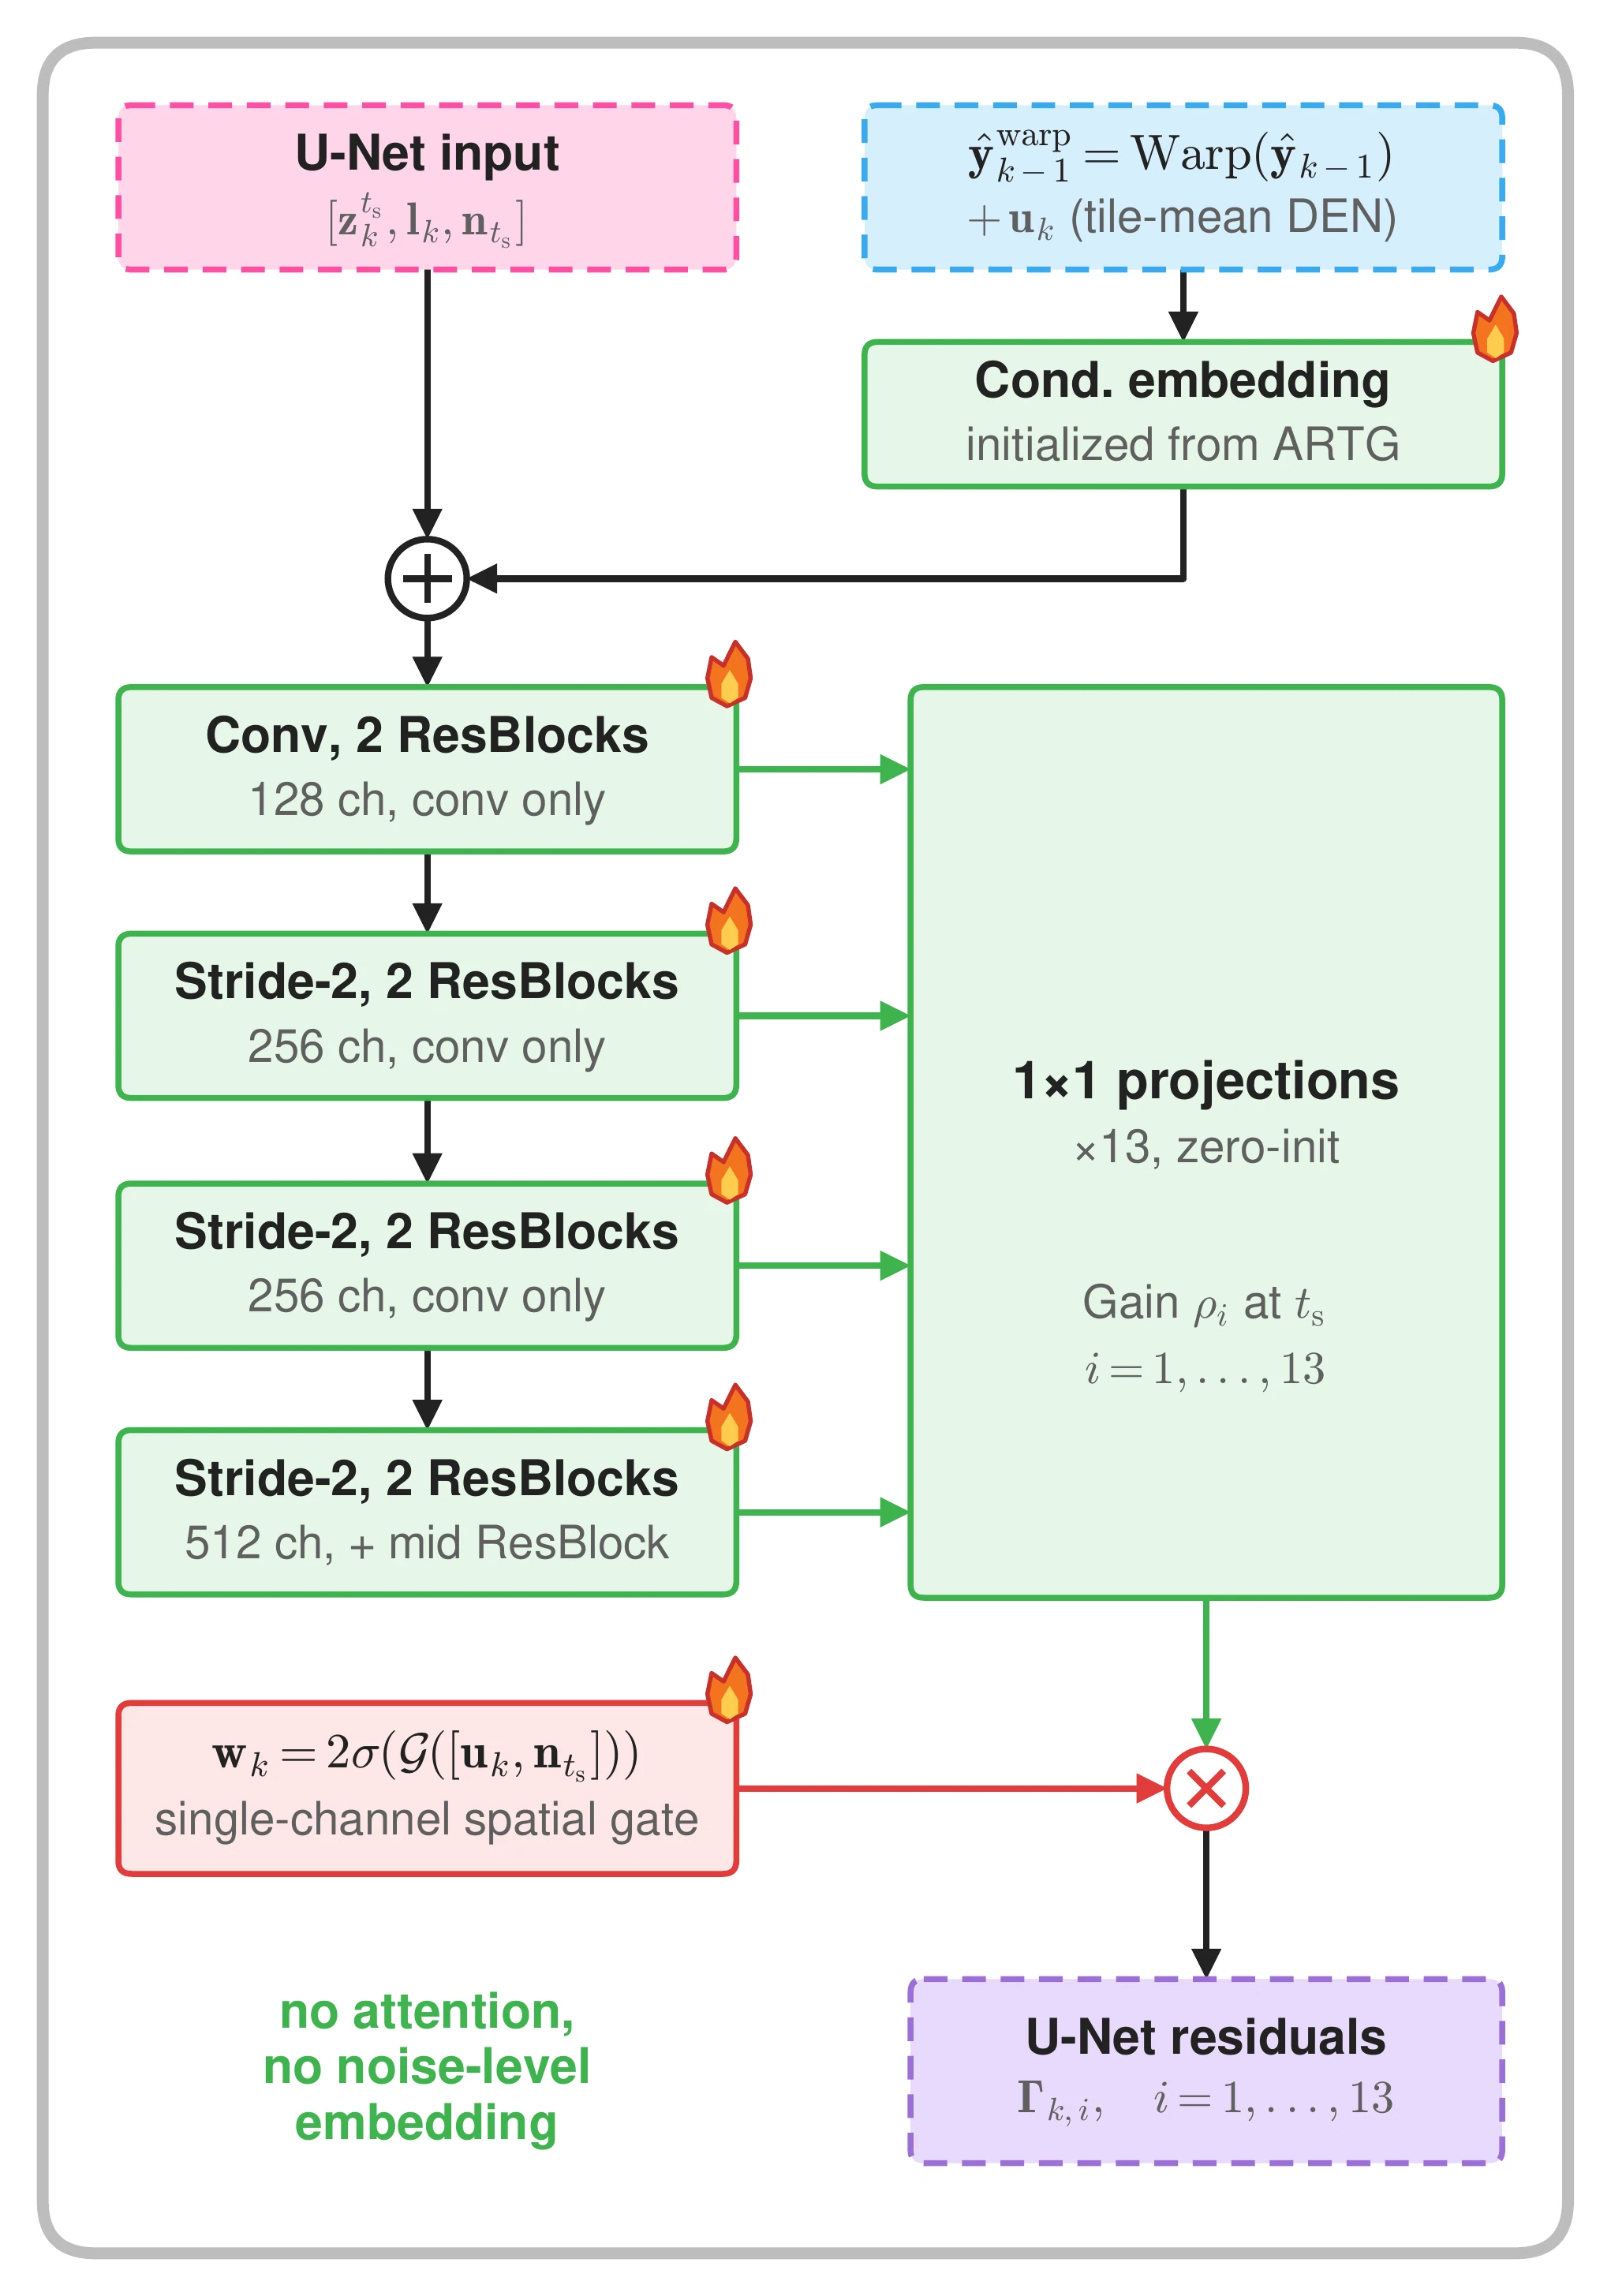 U-Net input
[z_k^{t_s}, l_k, n_{t_s}]
ŷ_{k-1}^{warp} = Warp(ŷ_{k-1})
+ u_k (tile-mean DEN)
Cond. embedding
initialized from ARTG
Conv, 2 ResBlocks
128 ch, conv only
Stride-2, 2 ResBlocks
256 ch, conv only
Stride-2, 2 ResBlocks
256 ch, conv only
Stride-2, 2 ResBlocks
512 ch, + mid ResBlock
1×1 projections
×13, zero-init
Gain ρ_i at t_s
i = 1, . . . , 13
w_k = 2σ(𝒢([u_k, n_{t_s}]))
single-channel spatial gate
no attention,
no noise-level
embedding
U-Net residuals
Γ_{k,i}, i = 1, . . . , 13